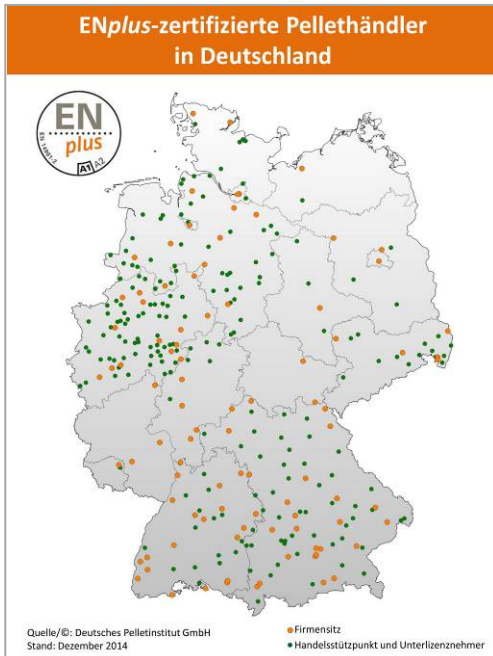 ENplus-zertifizierte Pellethändler
in Deutschland
EN
plus
A1 A2
Quelle/©: Deutsches Pelletinstitut GmbH
Stand: Dezember 2014
Firmensitz
Handelsstützpunkt und Unterlizenznehmer